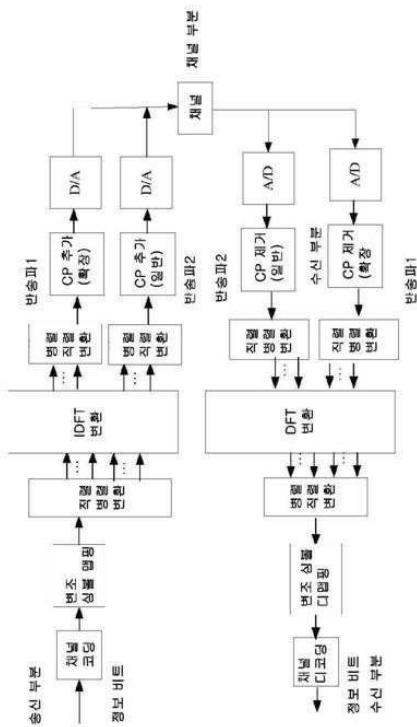 송신 부분
정보 비트
채널
코딩
변조
심볼 맵핑
직렬
병렬
변환
IDFT
변환
반송파1
병렬
직렬
변환
CP 추가
(확장)
D/A
병렬
직렬
변환
CP 추가
(일반)
D/A
반송파2
채널 부분
채널
반송파2
A/D
CP 제거
(일반)
직렬
병렬
변환
수신 부분
A/D
CP 제거
(확장)
직렬
병렬
변환
반송파1
DFT
변환
병렬
직렬
변환
변조 심볼
디맵핑
채널
디코딩
정보 비트
수신 부분